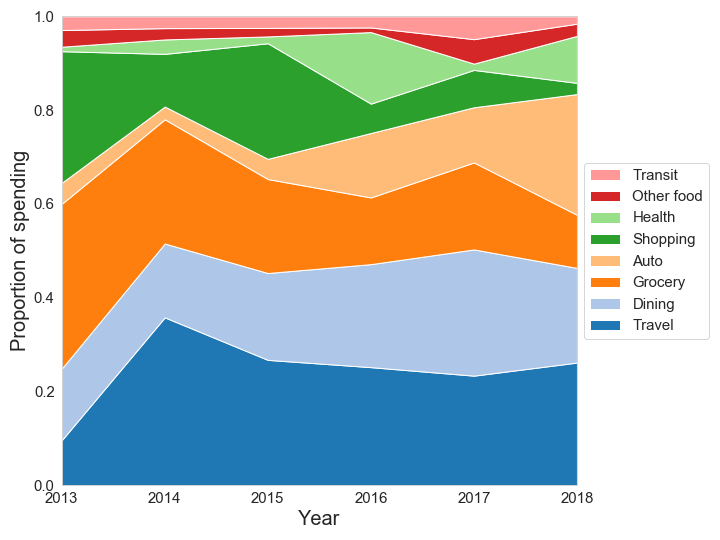 1.0
0.8
0.6
0.4
0.2
0.0
Proportion of spending
2013 2014 2015 2016 2017 2018
Year
Transit
Other food
Health
Shopping
Auto
Grocery
Dining
Travel